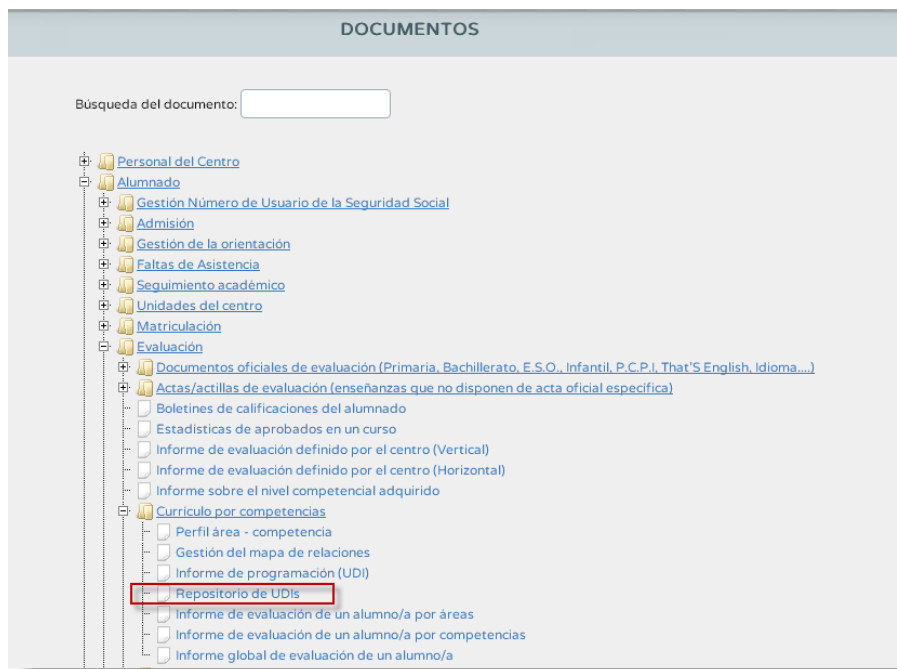 DOCUMENTOS
Búsqueda del documento:
Personal del Centro
Alumnado
Gestión Número de Usuario de la Seguridad Social
Admisión
Gestión de la orientación
Faltas de Asistencia
Seguimiento académico
Unidades del centro
Matriculación
Evaluación
Documentos oficiales de evaluación (Primaria, Bachillerato, E.S.O., Infantil, P.C.P.I, That'S English, Idioma....)
Actas/actillas de evaluación (enseñanzas que no disponen de acta oficial específica)
Boletines de calificaciones del alumnado
Estadísticas de aprobados en un curso
Informe de evaluación definido por el centro (Vertical)
Informe de evaluación definido por el centro (Horizontal)
Informe sobre el nivel competencial adquirido
Currículo por competencias
Perfil área - competencia
Gestión del mapa de relaciones
Informe de programación (UDI)
Repositorio de UDIs
Informe de evaluación de un alumno/a por áreas
Informe de evaluación de un alumno/a por competencias
Informe global de evaluación de un alumno/a